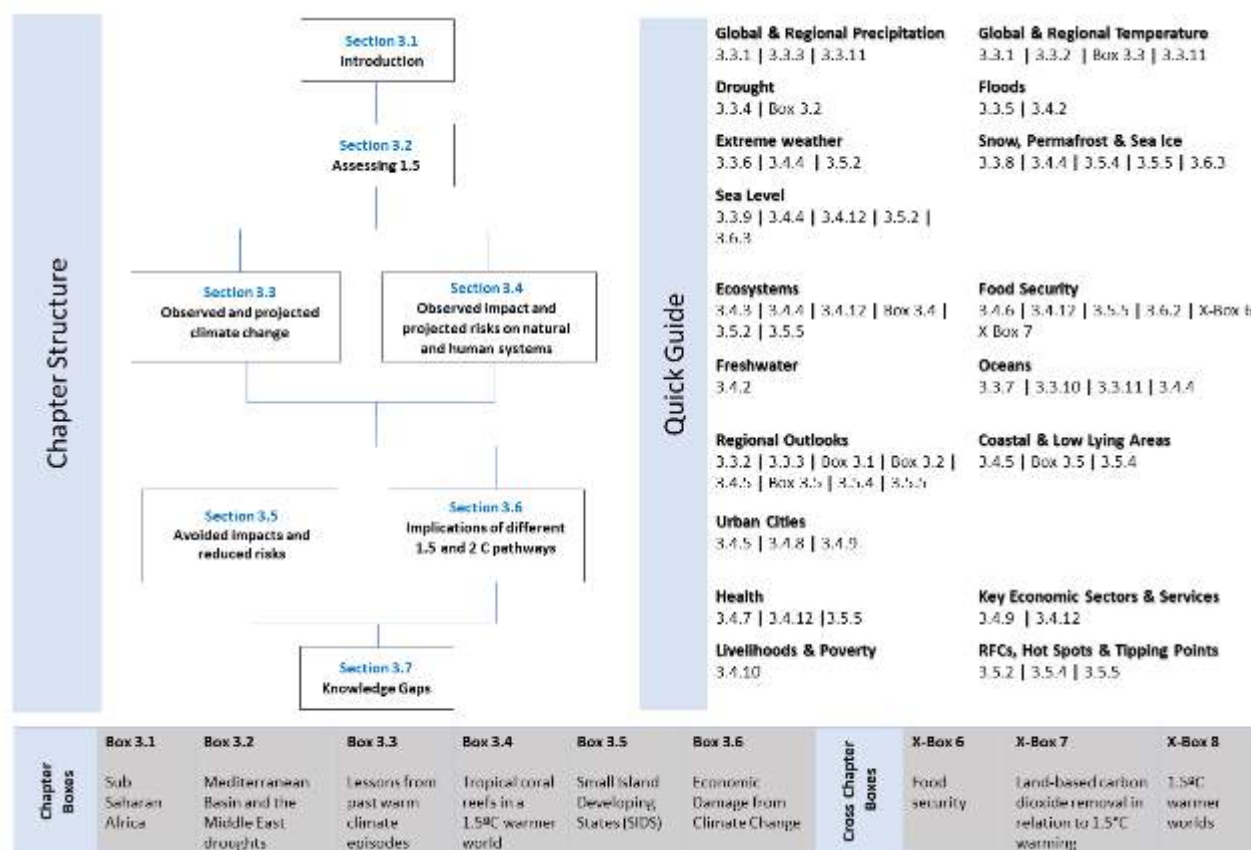 Chapter Structure
Section 3.1
Introduction
Section 3.2
Assessing 1.5
Section 3.3
Observed and projected
climate change
Section 3.4
Observed impact and
projected risks on natural
and human systems
Section 3.5
Avoided impacts and
reduced risks
Section 3.6
Implications of different
1.5 and 2 C pathways
Section 3.7
Knowledge Gaps
Quick Guide
Global & Regional Precipitation
3.3.1 | 3.3.3 | 3.3.11
Global & Regional Temperature
3.3.1 | 3.3.2 | Box 3.3 | 3.3.11
Drought
3.3.4 | Box 3.2
Floods
3.3.5 | 3.4.2
Extreme weather
3.3.6 | 3.4.4 | 3.5.2
Snow, Permafrost & Sea Ice
3.3.8 | 3.4.4 | 3.5.4 | 3.5.5 | 3.6.3
Sea Level
3.3.9 | 3.4.4 | 3.4.12 | 3.5.2 |
3.6.3
Ecosystems
3.4.3 | 3.4.4 | 3.4.12 | Box 3.4 |
3.5.2 | 3.5.5
Food Security
3.4.6 | 3.4.12 | 3.5.5 | 3.6.2 | X-Box 6
X Box 7
Freshwater
3.4.2
Oceans
3.3.7 | 3.3.10 | 3.3.11 | 3.4.4
Regional Outlooks
3.3.2 | 3.3.3 | Box 3.1 | Box 3.2 |
3.4.5 | Box 3.5 | 3.5.4 | 3.5.5
Coastal & Low Lying Areas
3.4.5 | Box 3.5 | 3.5.4
Urban Cities
3.4.5 | 3.4.8 | 3.4.9
Health
3.4.7 | 3.4.12 |3.5.5
Key Economic Sectors & Services
3.4.9 | 3.4.12
Livelihoods & Poverty
3.4.10
RFCs, Hot Spots & Tipping Points
3.5.2 | 3.5.4 | 3.5.5
Chapter
Boxes
Box 3.1
Sub
Saharan
Africa
Box 3.2
Mediterranean
Basin and the
Middle East
droughts
Box 3.3
Lessons from
past warm
climate
episodes
Box 3.4
Tropical coral
reefs in a
1.5ºC warmer
world
Box 3.5
Small Island
Developing
States (SIDS)
Box 3.6
Economic
Damage from
Climate Change
Cross Chapter
Boxes
X-Box 6
Food
security
X-Box 7
Land-based carbon
dioxide removal in
relation to 1.5°C
warming
X-Box 8
1.5ºC
warmer
worlds